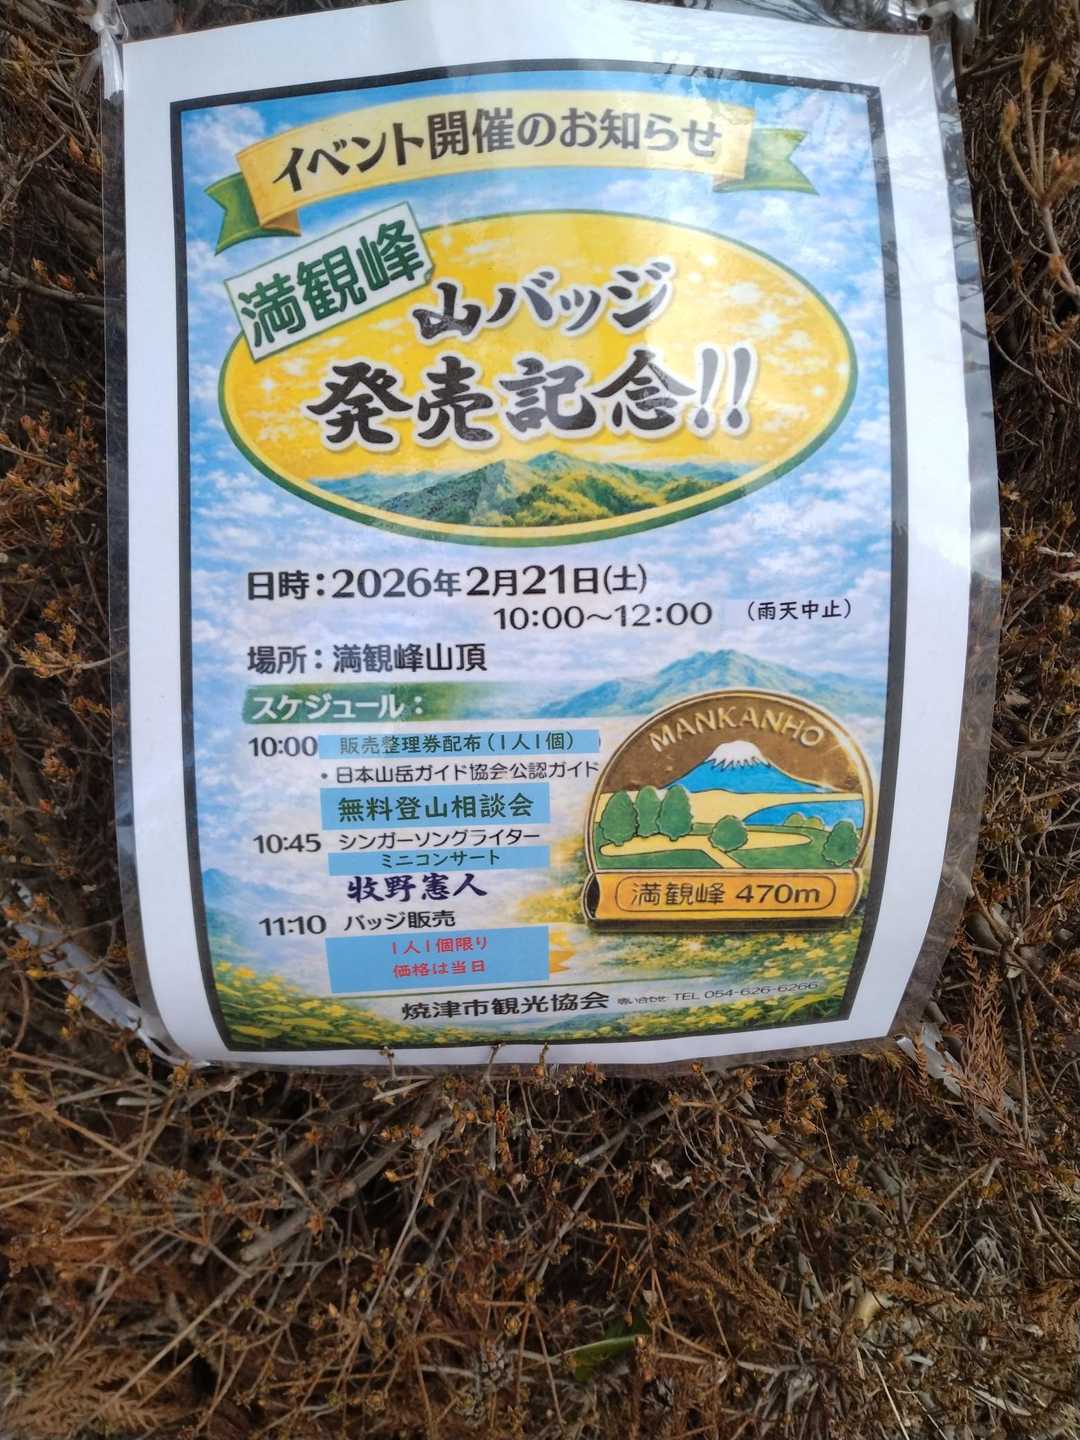 イベント開催のお知らせ
満観峰
山バッジ
発売記念!!
日時：2026年2月21日(土)
10:00～12:00 （雨天中止）
場所：満観峰山頂
スケジュール：
10:00 販売整理券配布（1人1個）
・日本山岳ガイド協会公認ガイド
無料登山相談会
10:45 シンガーソングライター
ミニコンサート
牧野憲人
11:10 バッジ販売
1人1個限り
価格は当日
MANKANHO
満観峰 470m
焼津市観光協会 問い合わせ TEL 054-626-6266